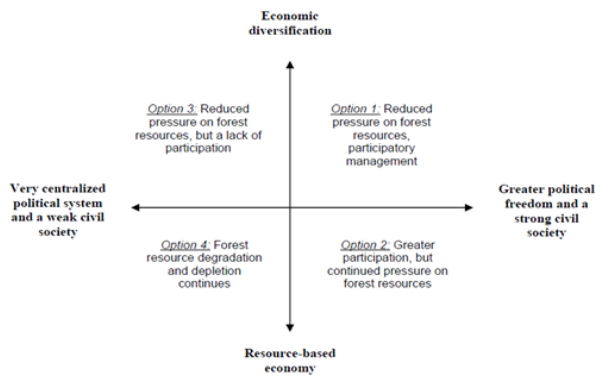 Economic
diversification
Option 3: Reduced
pressure on forest
resources, but a lack of
participation
Option 1: Reduced
pressure on forest
resources,
participatory
management
Very centralized
political system
and a weak civil
society
Greater political
freedom and a
strong civil
society
Option 4: Forest
resource degradation
and depletion
continues
Option 2: Greater
participation, but
continued pressure on
forest resources
Resource-based
economy